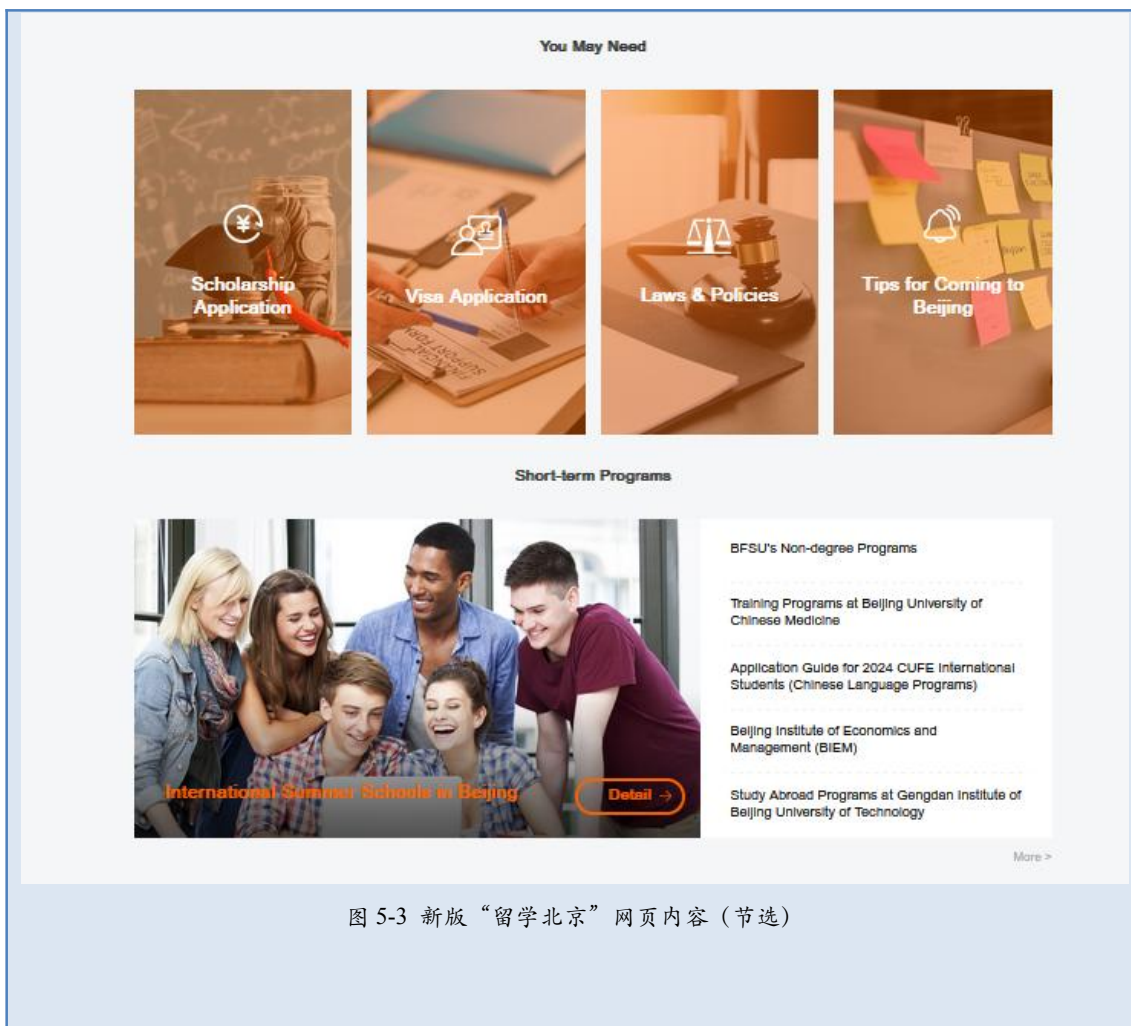 You May Need
Scholarship
Application
Visa Application
FINANCIAL
SUPPORT FORM
Laws & Policies
Tips for Coming to
Beijing
Short-term Programs
International Summer Schools in Beijing
Detail →
BFSU's Non-degree Programs
Training Programs at Beijing University of
Chinese Medicine
Application Guide for 2024 CUFE International
Students (Chinese Language Programs)
Beijing Institute of Economics and
Management (BIEM)
Study Abroad Programs at Gengdan Institute of
Beijing University of Technology
More >
图 5-3 新版“留学北京”网页内容（节选）